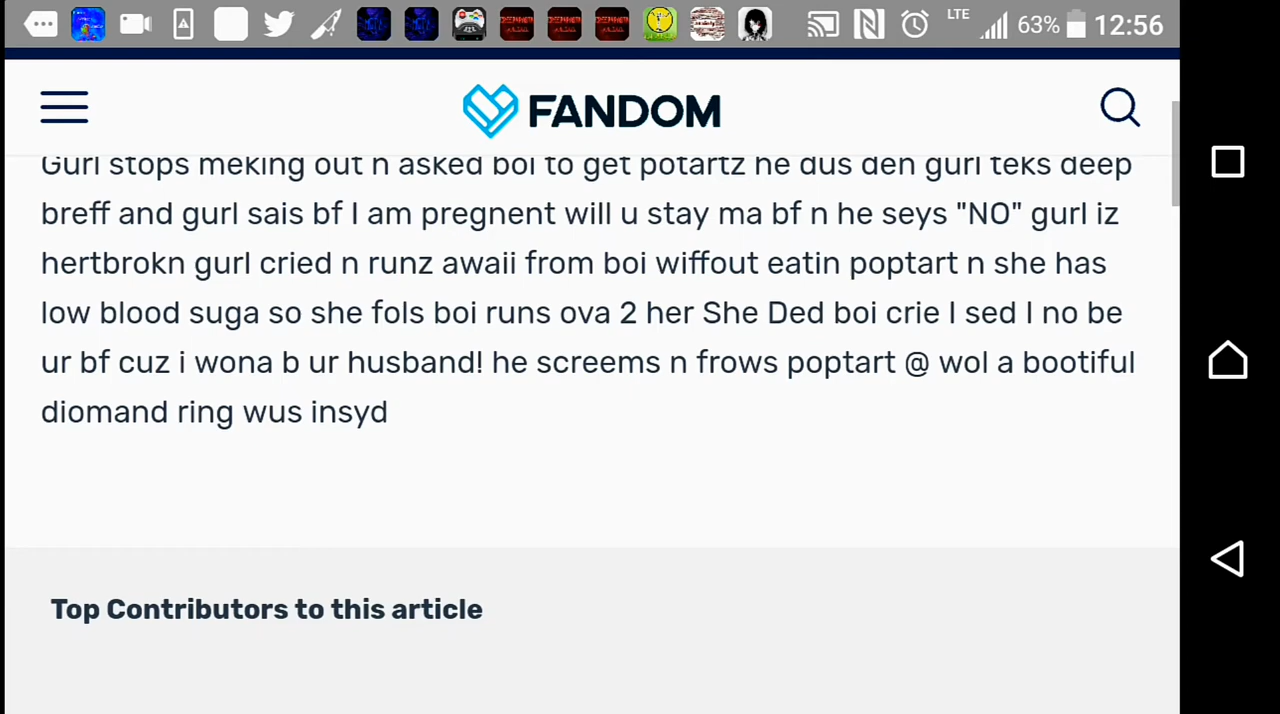 LTE 63% 12:56
FANDOM
Gurl stops meking out n asked boi to get potartz he dus den gurl teks deep
breff and gurl sais bf I am pregnent will u stay ma bf n he seys "NO" gurl iz
hertbrokn gurl cried n runz awaii from boi wiffout eatin poptart n she has
low blood suga so she fols boi runs ova 2 her She Ded boi crie I sed I no be
ur bf cuz i wona b ur husband! he screems n frows poptart @ wol a bootiful
diomand ring wus insyd
Top Contributors to this article